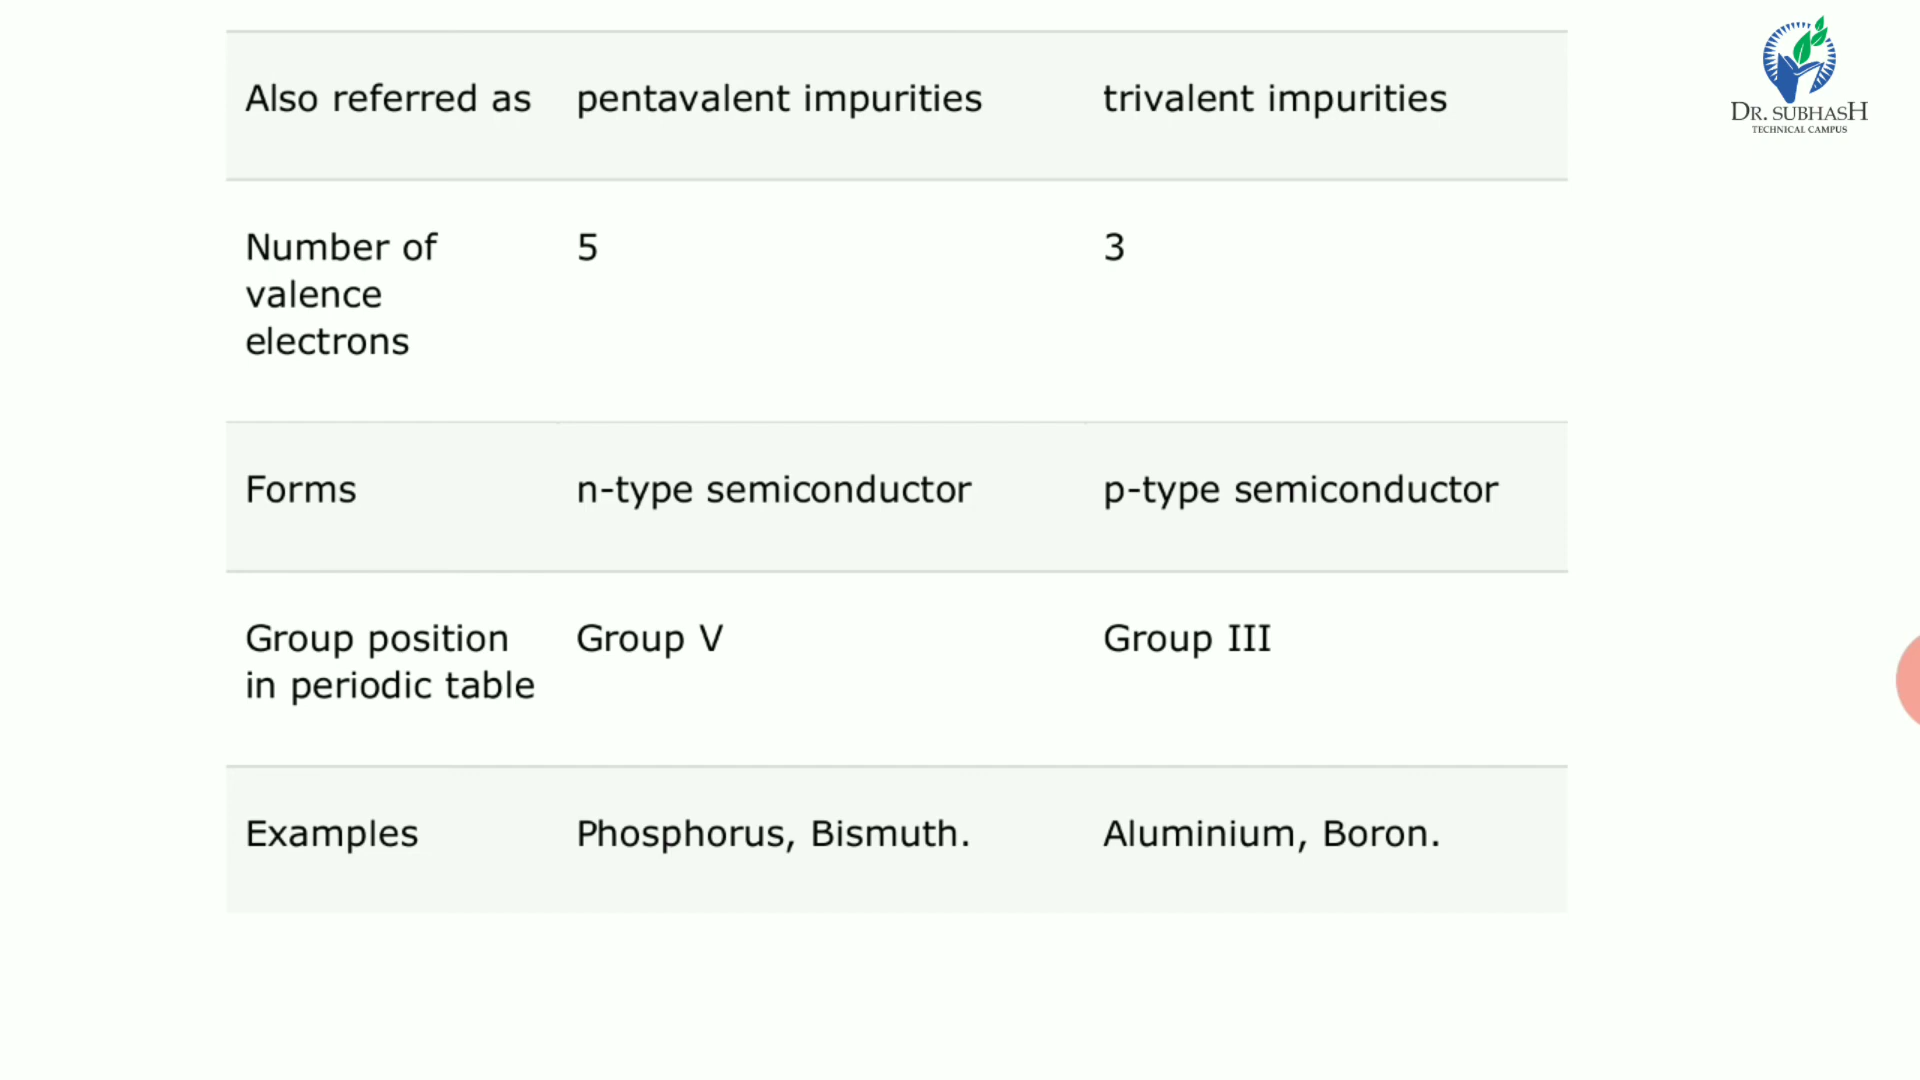 Also referred as pentavalent impurities trivalent impurities
Number of valence electrons 5 3
Forms n-type semiconductor p-type semiconductor
Group position in periodic table Group V Group III
Examples Phosphorus, Bismuth. Aluminium, Boron.
DR. SUBHASH
TECHNICAL CAMPUS